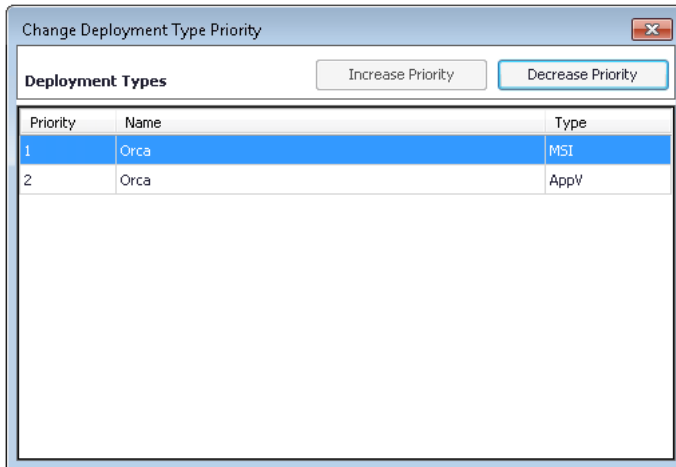 Change Deployment Type Priority
Deployment Types Increase Priority Decrease Priority
Priority Name Type
1 Orca MSI
2 Orca AppV